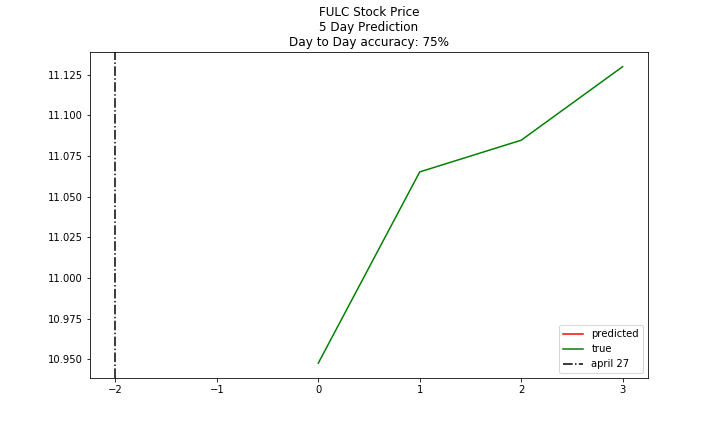 FULC Stock Price
5 Day Prediction
Day to Day accuracy: 75%
11.125
11.100
11.075
11.050
11.025
11.000
10.975
10.950
−2
−1
0
1
2
3
predicted
true
april 27